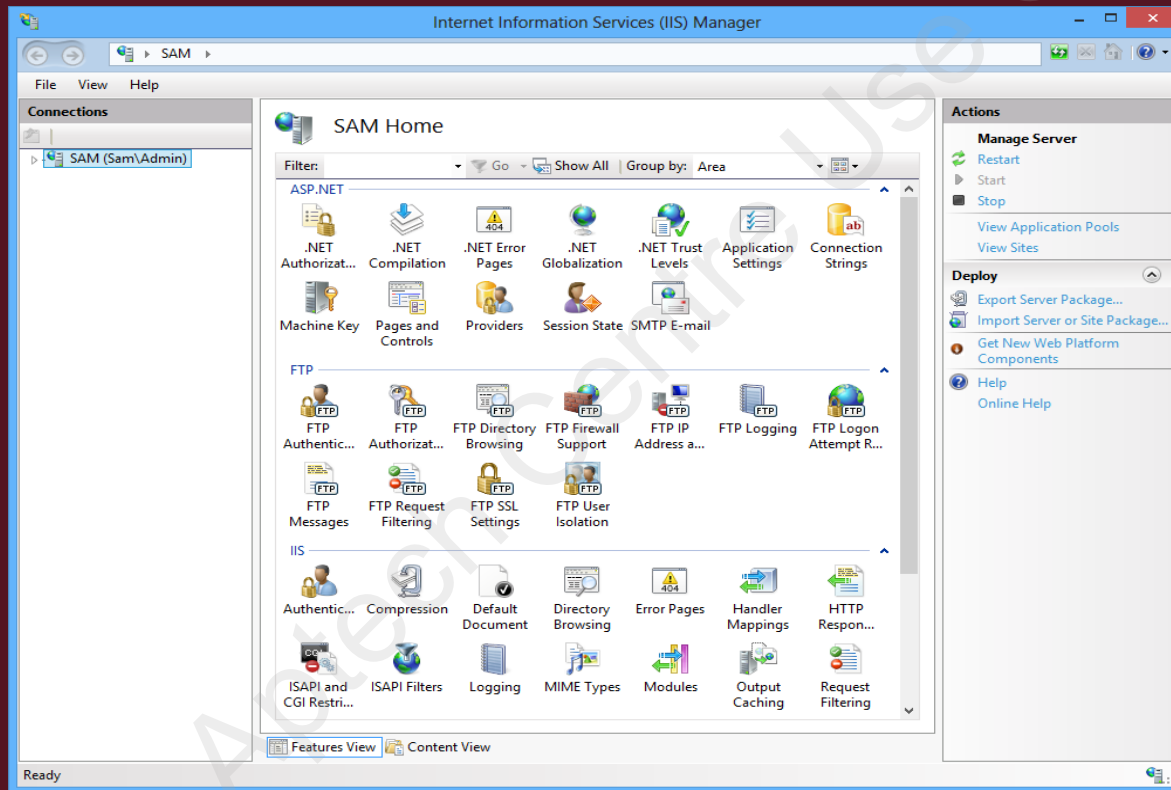 Internet Information Services (IIS) Manager
SAM
File View Help
Connections
SAM (Sam\Admin)
SAM Home
Filter: Go Show All Group by: Area
ASP.NET
.NET Authorizat... .NET Compilation .NET Error Pages .NET Globalization .NET Trust Levels Application Settings Connection Strings
Machine Key Pages and Controls Providers Session State SMTP E-mail
FTP
FTP Authentic... FTP Authorizat... FTP Directory Browsing FTP Firewall Support FTP IP Address a... FTP Logging FTP Logon Attempt R...
FTP Messages FTP Request Filtering FTP SSL Settings FTP User Isolation
IIS
Authentic... Compression Default Document Directory Browsing Error Pages Handler Mappings HTTP Respon...
ISAPI and CGI Restri... ISAPI Filters Logging MIME Types Modules Output Caching Request Filtering
Features View Content View
Ready
Actions
Manage Server
Restart
Start
Stop
View Application Pools
View Sites
Deploy
Export Server Package...
Import Server or Site Package...
Get New Web Platform
Components
Help
Online Help
Aptech Centre Use